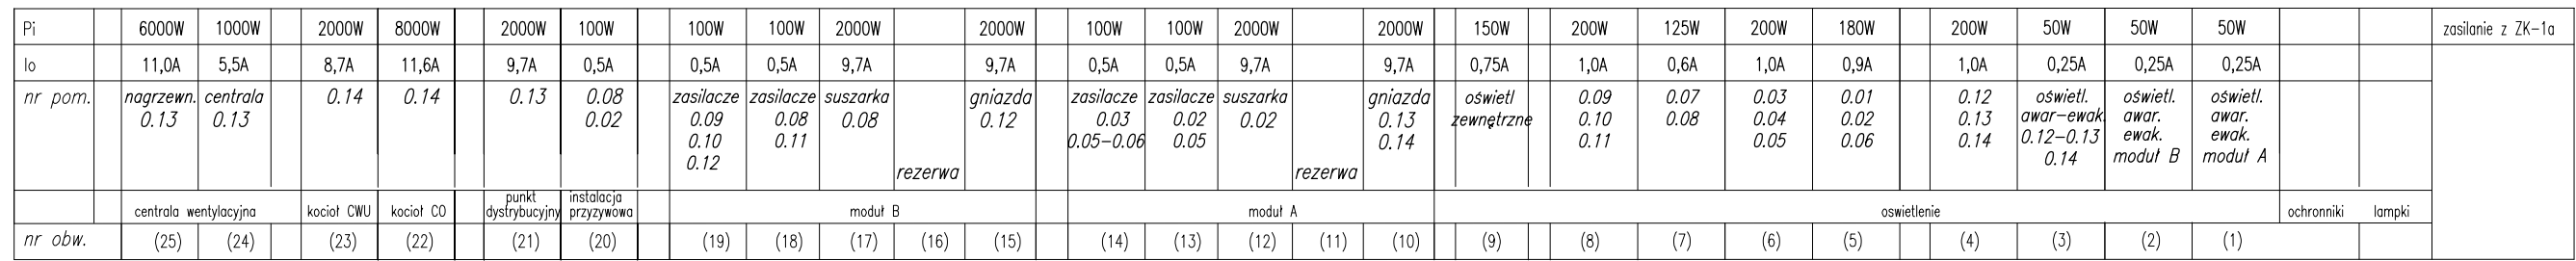 Pi 6000W 1000W 2000W 8000W 2000W 100W 100W 100W 2000W 2000W 100W 100W 2000W 2000W 150W 200W 125W 200W 180W 200W 50W 50W 50W zasilanie z ZK-1a
Io 11,0A 5,5A 8,7A 11,6A 9,7A 0,5A 0,5A 0,5A 9,7A 9,7A 0,5A 0,5A 9,7A 9,7A 0,75A 1,0A 0,6A 1,0A 0,9A 1,0A 0,25A 0,25A 0,25A
nr pom. nagrzewn. centrala 0.14 0.14 0.13 0.08 zasilacze zasilacze suszarka gniazda zasilacze zasilacze suszarka gniazda oświetl 0.09 0.07 0.03 0.01 0.12 oświetl. oświetl. oświetl.
0.13 0.13 0.02 0.09 0.08 0.08 0.12 0.03 0.02 0.02 0.13 zewnętrzne 0.10 0.08 0.04 0.02 0.13 awar-ewak. awar. awar.
0.10 0.11 0.05-0.06 0.05 0.14 0.11 0.05 0.06 0.14 0.12-0.13 ewak. ewak.
0.12 0.14 moduł B moduł A
rezerwa rezerwa
punkt instalacja
centrala wentylacyjna kocioł CWU kocioł CO dystrybucyjny przyzywowa moduł B moduł A oswietlenie ochronniki lampki
nr obw. (25) (24) (23) (22) (21) (20) (19) (18) (17) (16) (15) (14) (13) (12) (11) (10) (9) (8) (7) (6) (5) (4) (3) (2) (1)